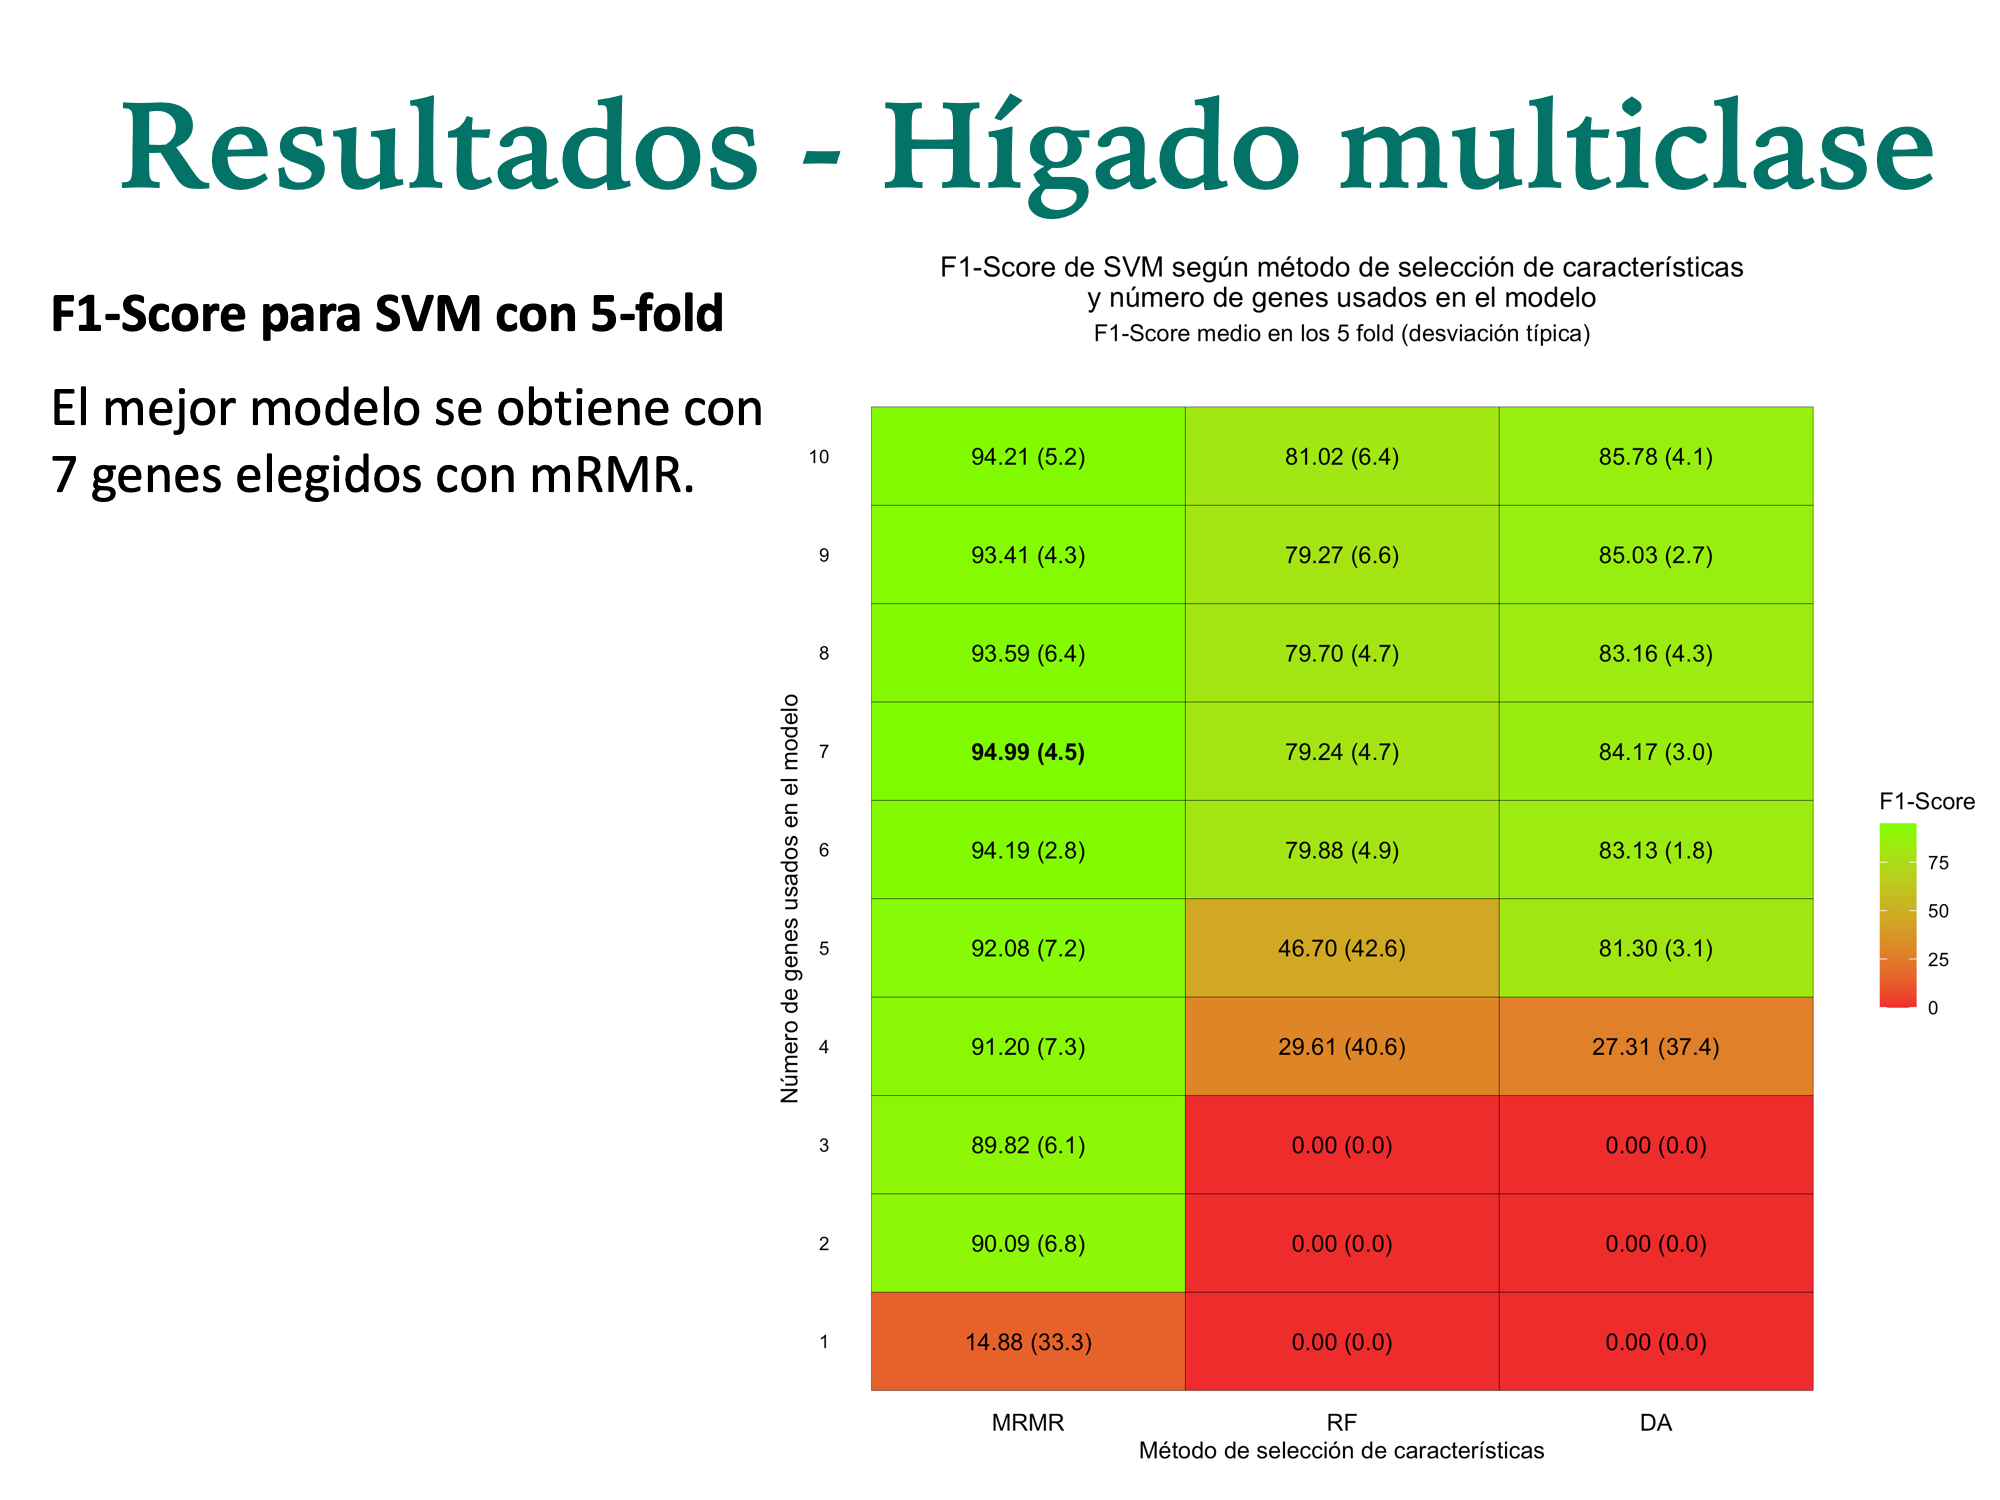 Resultados - Hígado multiclase
F1-Score para SVM con 5-fold
El mejor modelo se obtiene con
7 genes elegidos con mRMR.
F1-Score de SVM según método de selección de características
y número de genes usados en el modelo
F1-Score medio en los 5 fold (desviación típica)
Número de genes usados en el modelo
10 94.21 (5.2) 81.02 (6.4) 85.78 (4.1)
9 93.41 (4.3) 79.27 (6.6) 85.03 (2.7)
8 93.59 (6.4) 79.70 (4.7) 83.16 (4.3)
7 94.99 (4.5) 79.24 (4.7) 84.17 (3.0)
6 94.19 (2.8) 79.88 (4.9) 83.13 (1.8)
5 92.08 (7.2) 46.70 (42.6) 81.30 (3.1)
4 91.20 (7.3) 29.61 (40.6) 27.31 (37.4)
3 89.82 (6.1) 0.00 (0.0) 0.00 (0.0)
2 90.09 (6.8) 0.00 (0.0) 0.00 (0.0)
1 14.88 (33.3) 0.00 (0.0) 0.00 (0.0)
MRMR RF DA
Método de selección de características
F1-Score
75
50
25
0